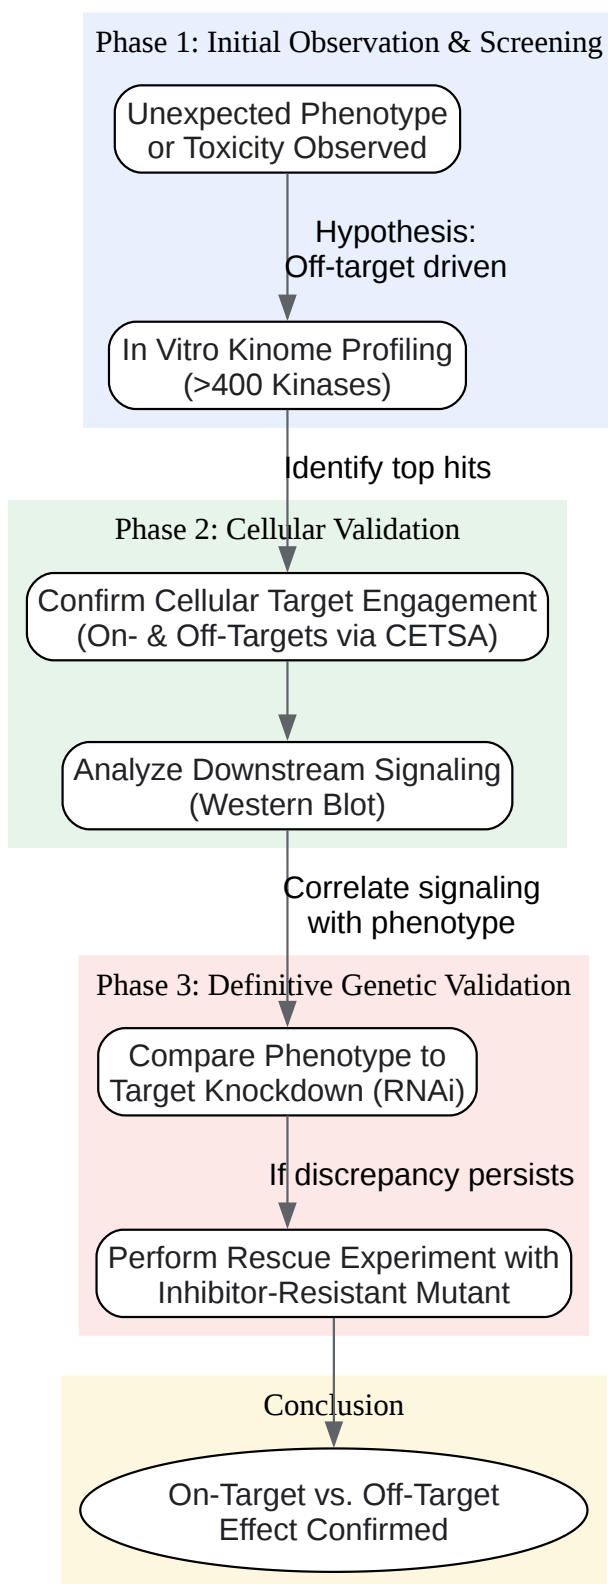 Phase 1: Initial Observation & Screening
Unexpected Phenotype
or Toxicity Observed
Hypothesis:
Off-target driven
In Vitro Kinome Profiling
(>400 Kinases)
Identify top hits
Phase 2: Cellular Validation
Confirm Cellular Target Engagement
(On- & Off-Targets via CETSA)
Analyze Downstream Signaling
(Western Blot)
Correlate signaling
with phenotype
Phase 3: Definitive Genetic Validation
Compare Phenotype to
Target Knockdown (RNAi)
If discrepancy persists
Perform Rescue Experiment with
Inhibitor-Resistant Mutant
Conclusion
On-Target vs. Off-Target
Effect Confirmed